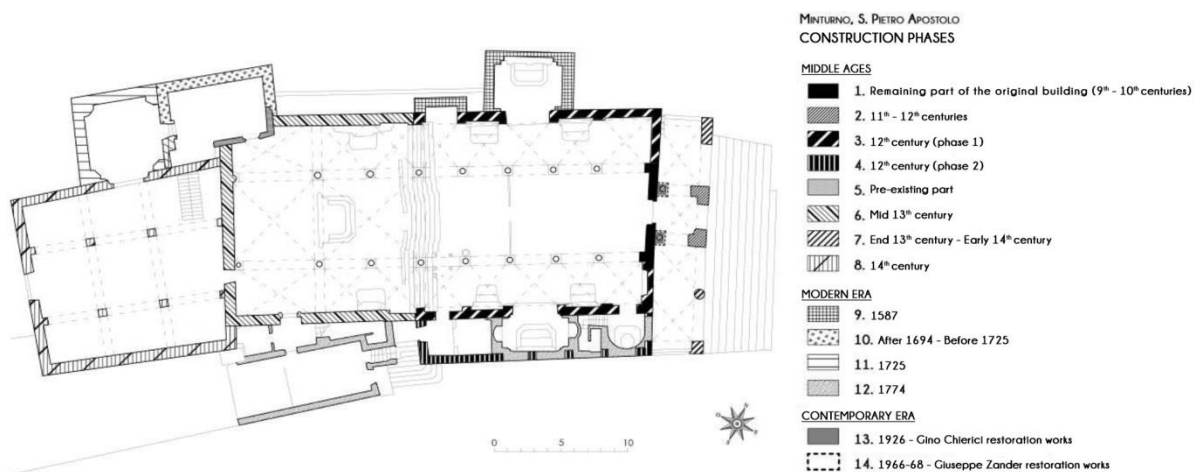 MINTURNO, S. PIETRO APOSTOLO
CONSTRUCTION PHASES
MIDDLE AGES
1. Remaining part of the original building (9th - 10th centuries)
2. 11th - 12th centuries
3. 12th century (phase 1)
4. 12th century (phase 2)
5. Pre-existing part
6. Mid 13th century
7. End 13th century - Early 14th century
8. 14th century
MODERN ERA
9. 1587
10. After 1694 - Before 1725
11. 1725
12. 1774
CONTEMPORARY ERA
13. 1926 - Gino Chierici restoration works
14. 1966-68 - Giuseppe Zander restoration works
0 5 10